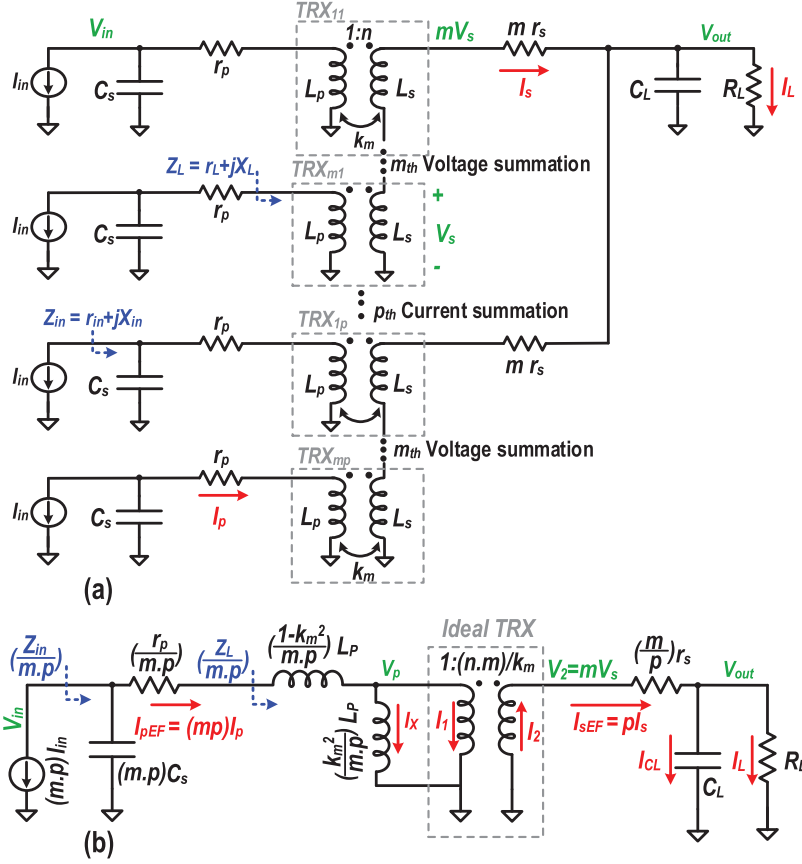 TRX11
Vin 1:n mVs m rs Vout
rp Is
Iin Cs Lp Ls CL RL IL
km
mth Voltage summation
ZL = rL+jXL TRXm1
+
Iin rp Cs Lp Ls Vs
-
pth Current summation
Zin = rin+jXin rp TRX1p
Iin Cs Lp Ls m rs
mth Voltage summation
rp TRXmp
Iin Cs Ip Lp Ls
km
(a)
Ideal TRX
(Zin/m.p) (rp/m.p) (ZL/m.p) (1-km²/m.p) LP Vp 1:(n.m)/km V2=mVs (m/p)rs Vout
Vin IpEF = (mp)Ip (km²/m.p) LP IX I1 I2 IsEF = pIs
(m.p)Iin (m.p)Cs ICL CL IL RL
(b)